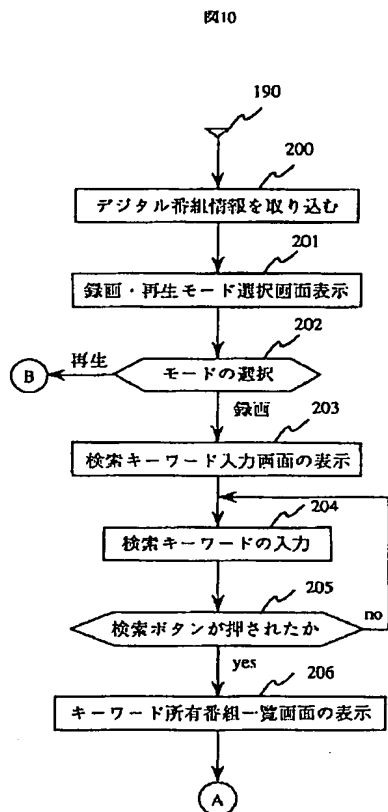 図10
190
200
デジタル番組情報を取り込む
201
録画・再生モード選択画面表示
202
B
再生
モードの選択
録画
203
検索キーワード入力画面の表示
204
検索キーワードの入力
205
検索ボタンが押されたか
no
yes
206
キーワード所有番組一覧画面の表示
A